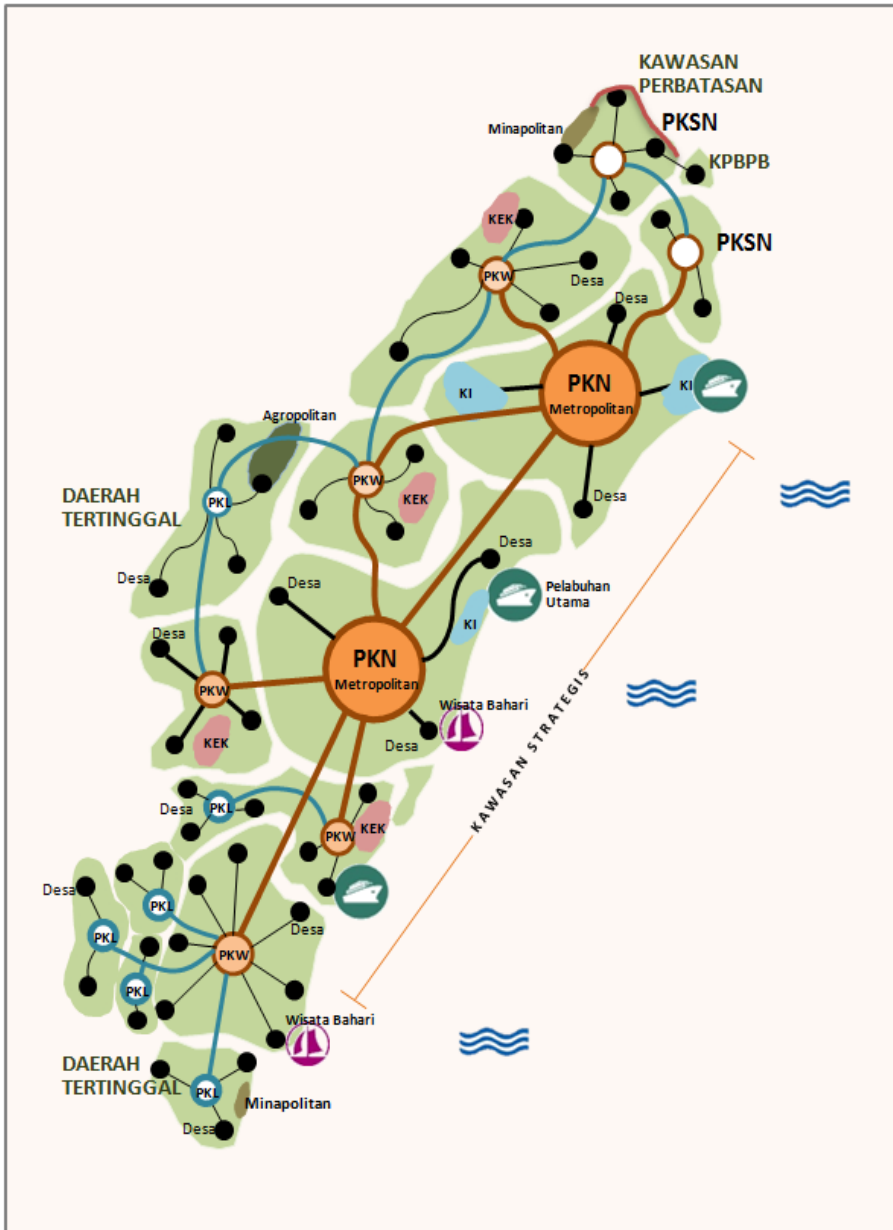 KAWASAN
PERBATASAN
Minapolitan
PKSN
KPBPB
KEK
PKSN
PKW
Desa
Desa
PKN
Metropolitan
KI
KI
Agropolitan
PKW
KEK
PKL
DAERAH
TERTINGGAL
Desa
Desa
Desa
Desa
Pelabuhan
Utama
KI
Desa
PKN
Metropolitan
PKW
KEK
Wisata Bahari
Desa
KAWASAN STRATEGIS
PKL
Desa
KEK
PKW
Desa
PKL
Desa
PKL
PKW
PKL
Wisata Bahari
DAERAH
TERTINGGAL
PKL
Minapolitan
Desa